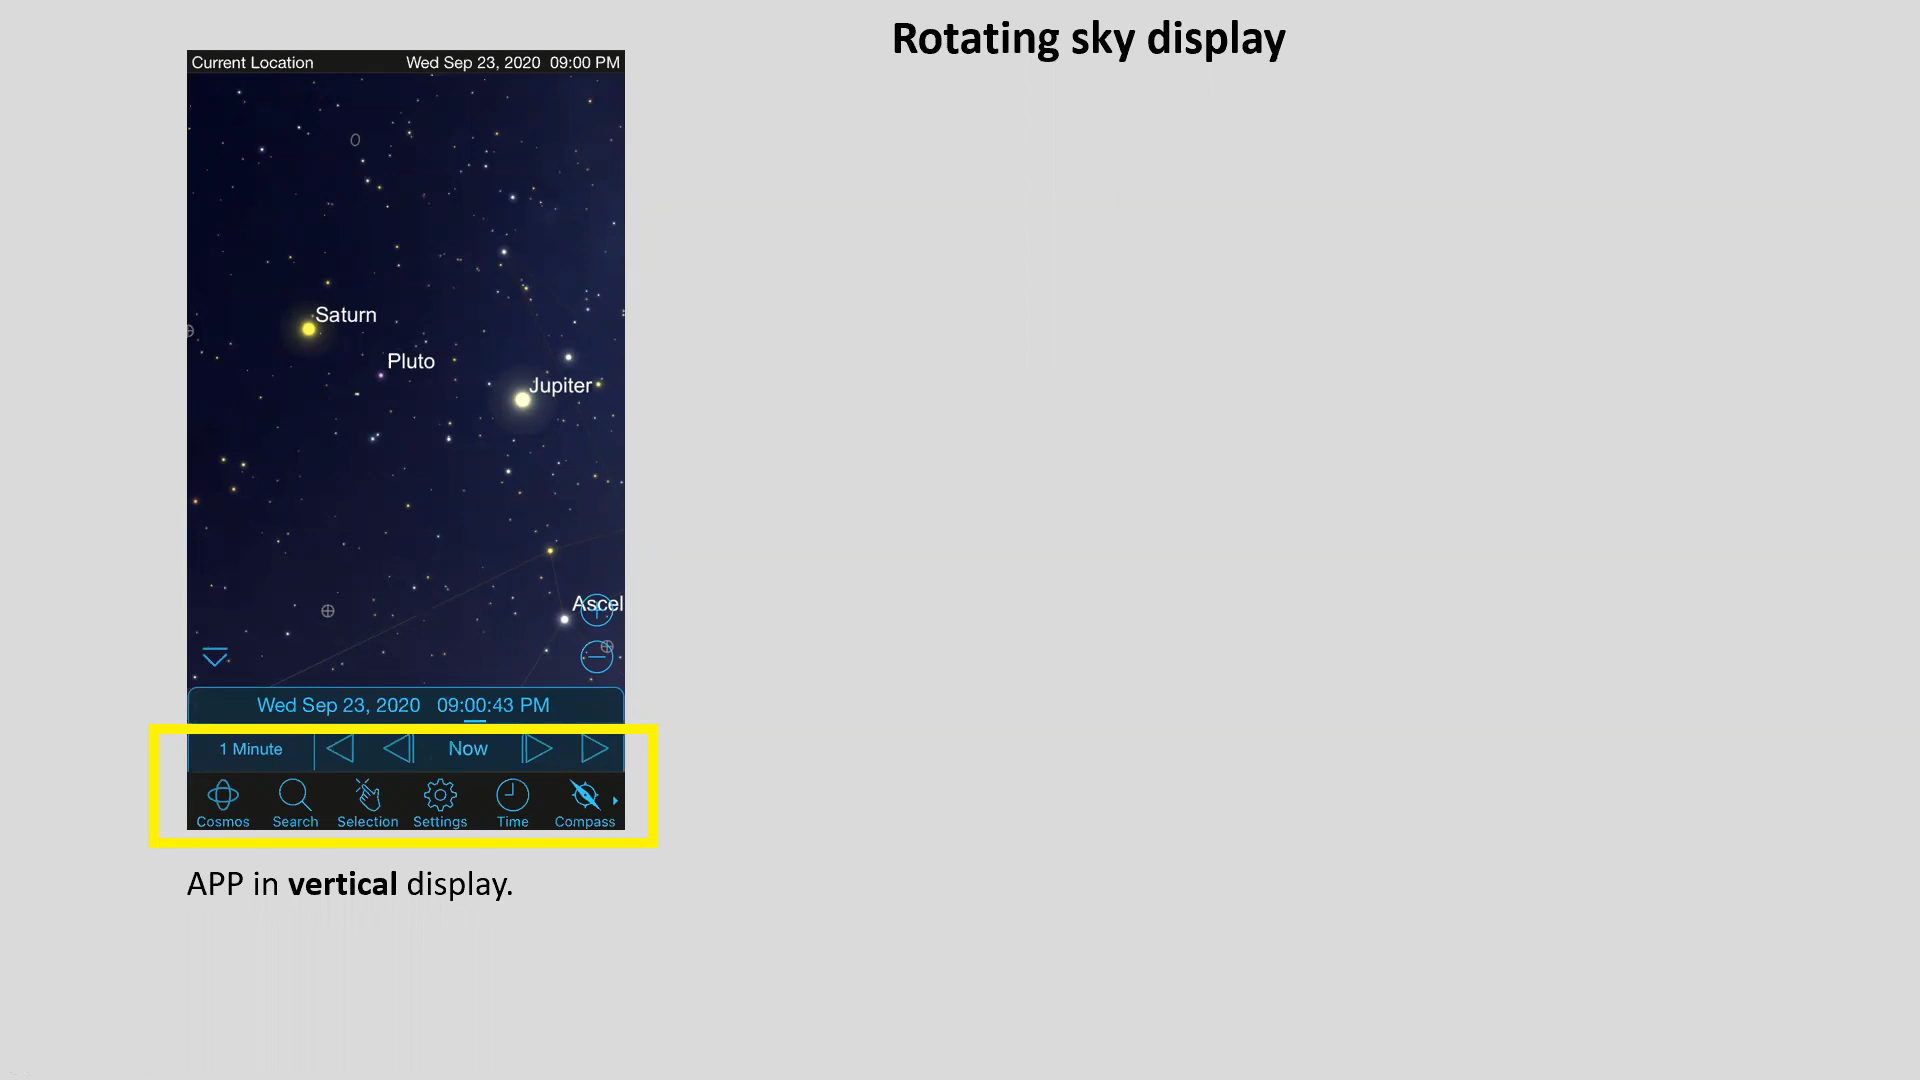 Rotating sky display
Current Location Wed Sep 23, 2020 09:00 PM
Saturn
Pluto
Jupiter
Ascel
Wed Sep 23, 2020 09:00:43 PM
1 Minute Now
Cosmos Search Selection Settings Time Compass
APP in vertical display.